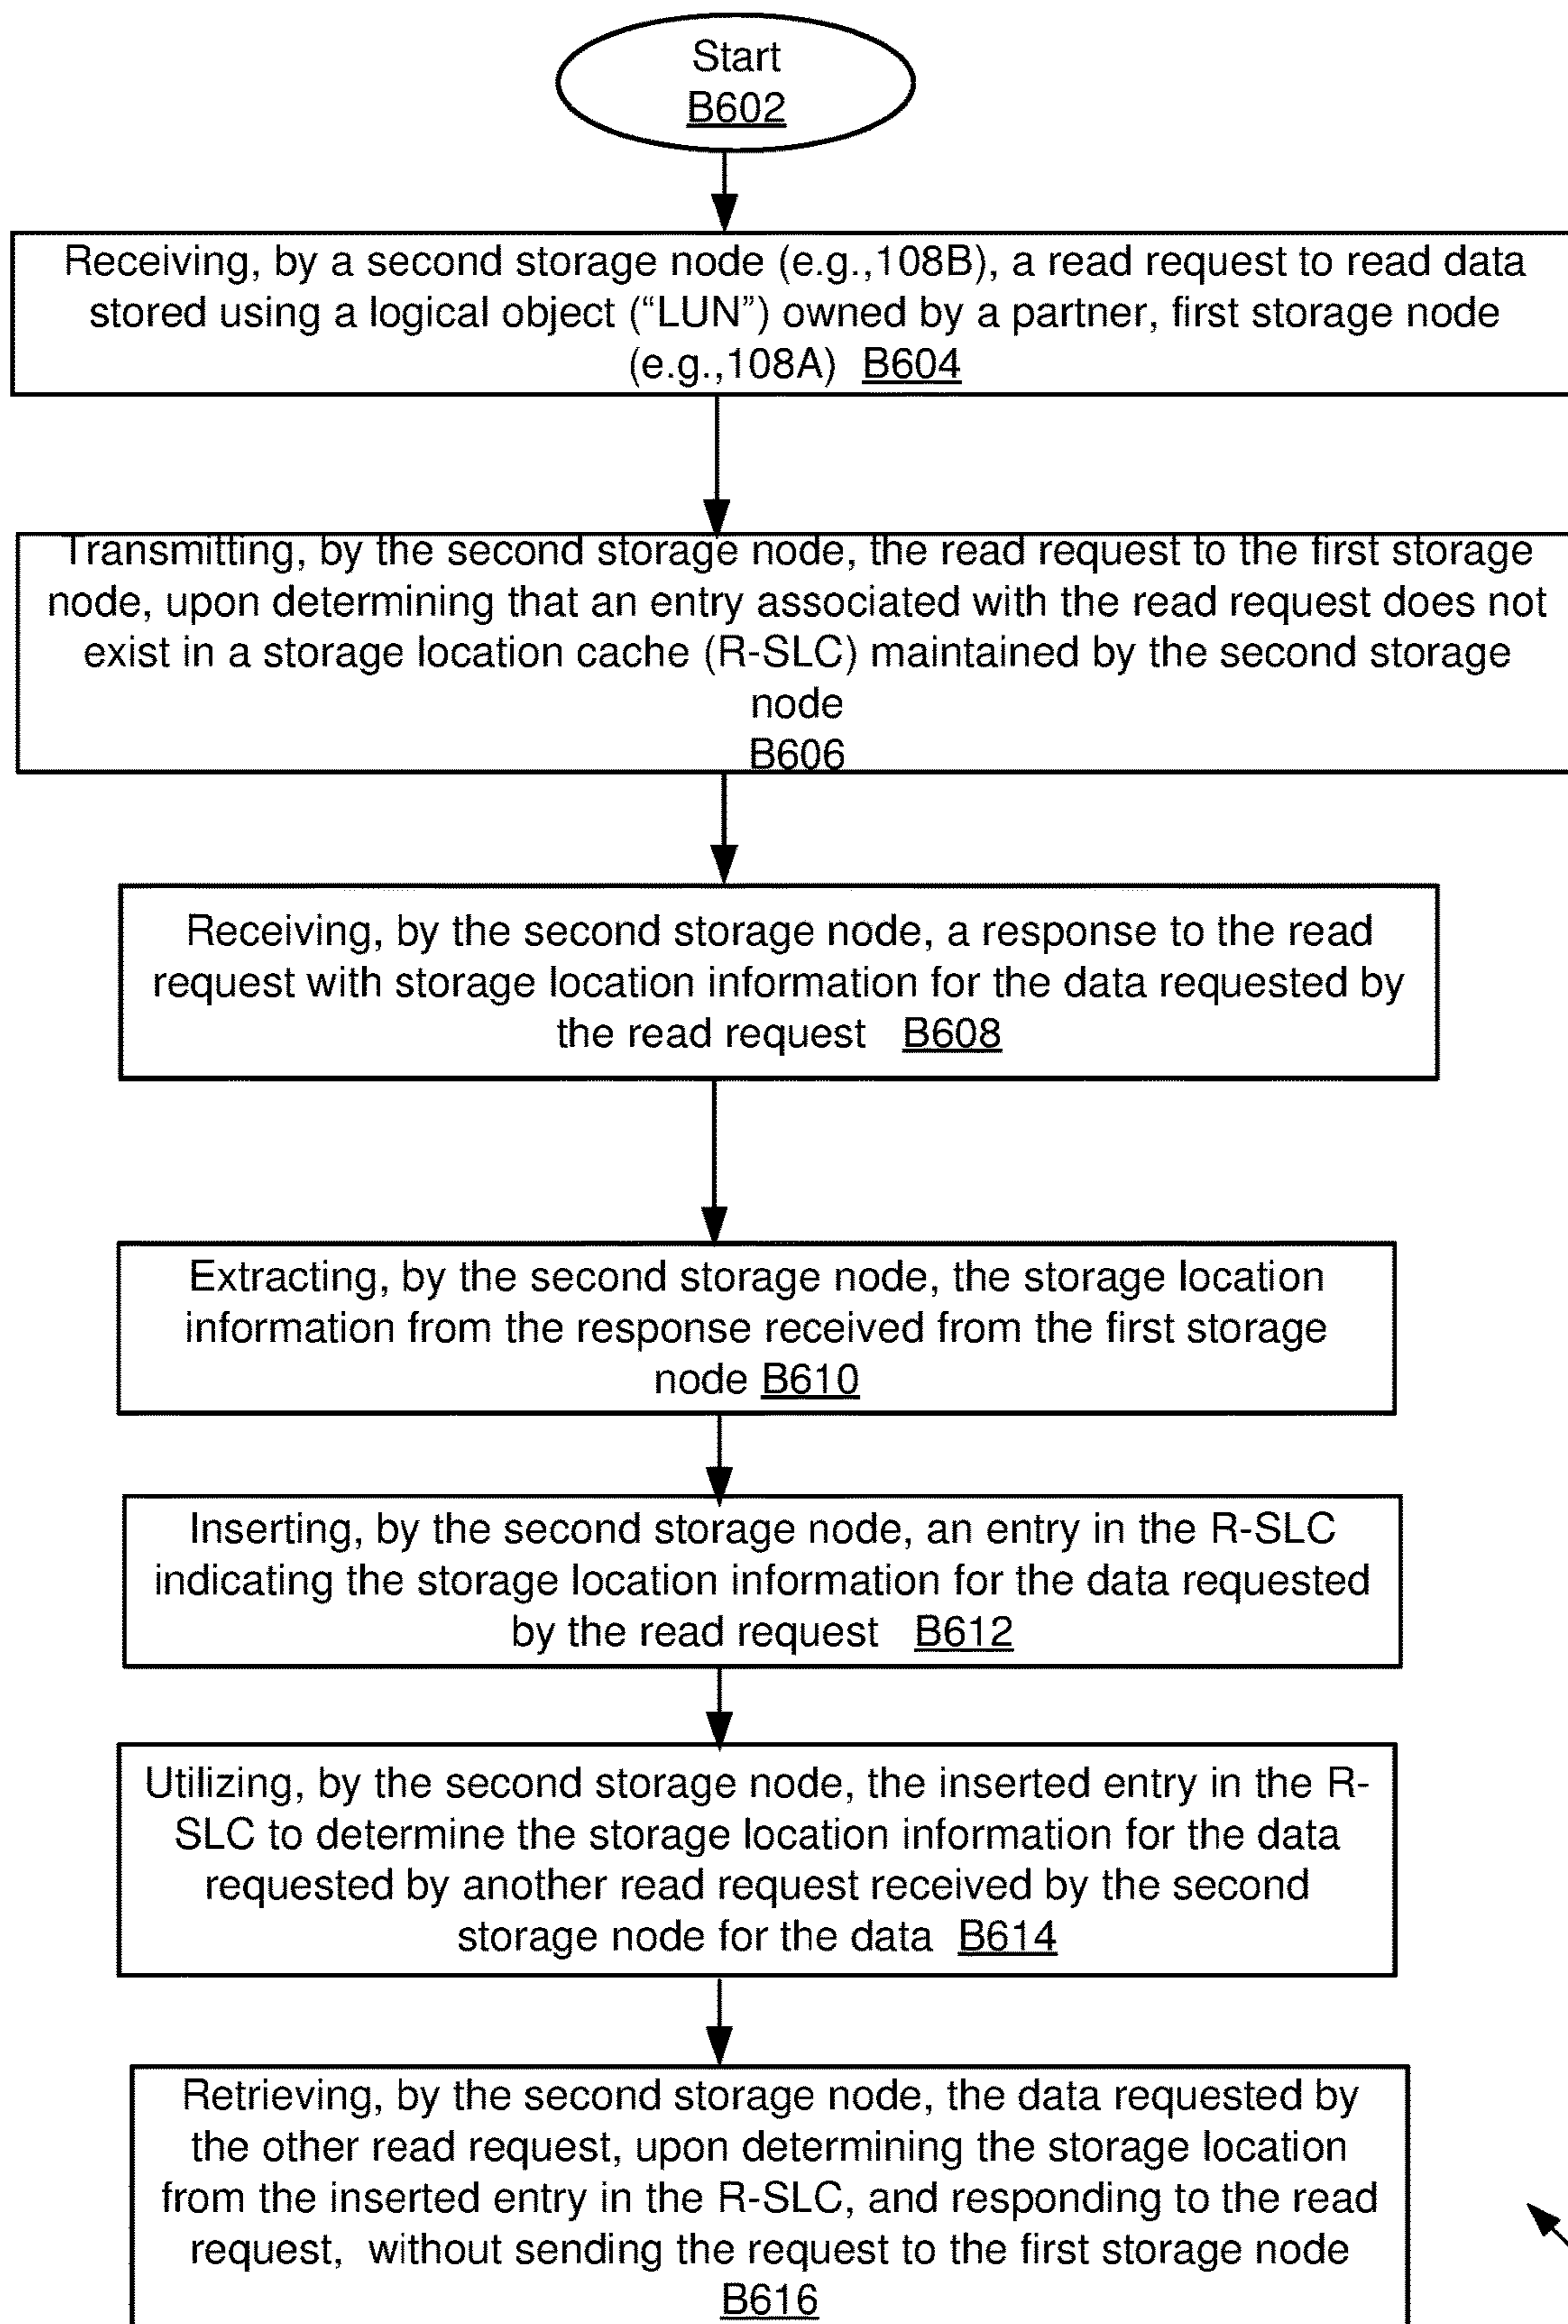 Start
B602
Receiving, by a second storage node (e.g.,108B), a read request to read data
stored using a logical object (“LUN”) owned by a partner, first storage node
(e.g.,108A) B604
Transmitting, by the second storage node, the read request to the first storage
node, upon determining that an entry associated with the read request does not
exist in a storage location cache (R-SLC) maintained by the second storage
node
B606
Receiving, by the second storage node, a response to the read
request with storage location information for the data requested by
the read request B608
Extracting, by the second storage node, the storage location
information from the response received from the first storage
node B610
Inserting, by the second storage node, an entry in the R-SLC
indicating the storage location information for the data requested
by the read request B612
Utilizing, by the second storage node, the inserted entry in the R-
SLC to determine the storage location information for the data
requested by another read request received by the second
storage node for the data B614
Retrieving, by the second storage node, the data requested by
the other read request, upon determining the storage location
from the inserted entry in the R-SLC, and responding to the read
request, without sending the request to the first storage node
B616